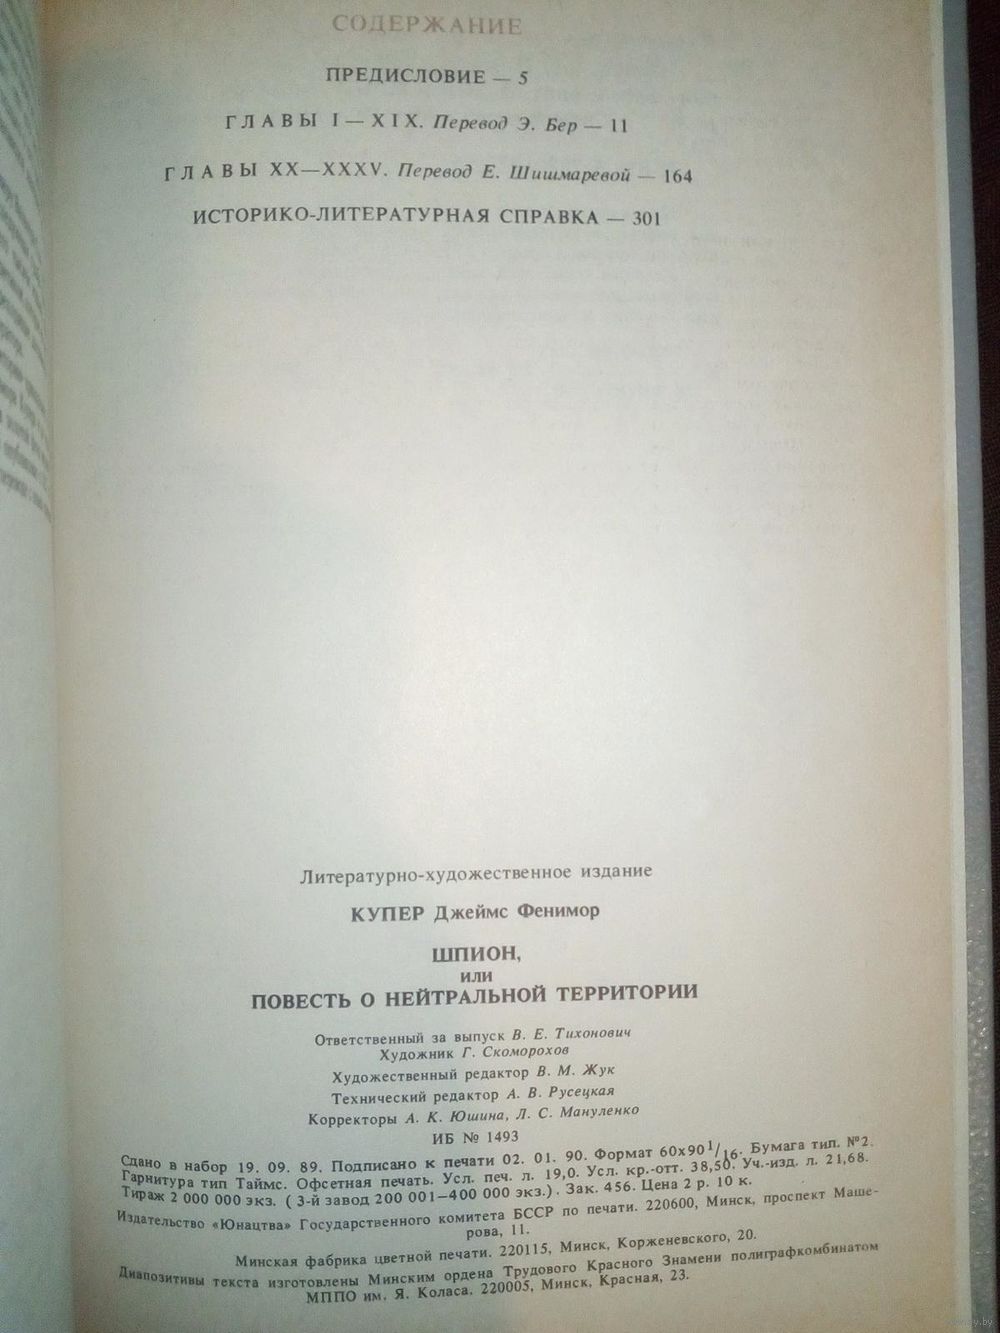 СОДЕРЖАНИЕ
ПРЕДИСЛОВИЕ — 5
ГЛАВЫ I — XIX. Перевод Э. Бер — 11
ГЛАВЫ XX—XXXV. Перевод Е. Шишмаревой — 164
ИСТОРИКО-ЛИТЕРАТУРНАЯ СПРАВКА — 301
Литературно-художественное издание
КУПЕР Джеймс Фенимор
ШПИОН,
ИЛИ
ПОВЕСТЬ О НЕЙТРАЛЬНОЙ ТЕРРИТОРИИ
Ответственный за выпуск В. Е. Тихонович
Художник Г. Скоморохов
Художественный редактор В. М. Жук
Технический редактор А. В. Русецкая
Корректоры А. К. Юшина, Л. С. Мануленко
ИБ № 1493
Сдано в набор 19. 09. 89. Подписано к печати 02. 01. 90. Формат 60х90 1/16. Бумага тип. №2.
Гарнитура тип Таймс. Офсетная печать. Усл. печ. л. 19,0. Усл. кр.-отт. 38,50. Уч.-изд. л. 21,68.
Тираж 2 000 000 экз. ( 3-й завод 200 001—400 000 экз.). Зак. 456. Цена 2 р. 10 к.
Издательство «Юнацтва» Государственного комитета БССР по печати. 220600, Минск, проспект Маше-
рова, 11.
Минская фабрика цветной печати. 220115, Минск, Корженевского, 20.
Диапозитивы текста изготовлены Минским ордена Трудового Красного Знамени полиграфкомбинатом
МППО им. Я. Коласа. 220005, Минск, Красная, 23.